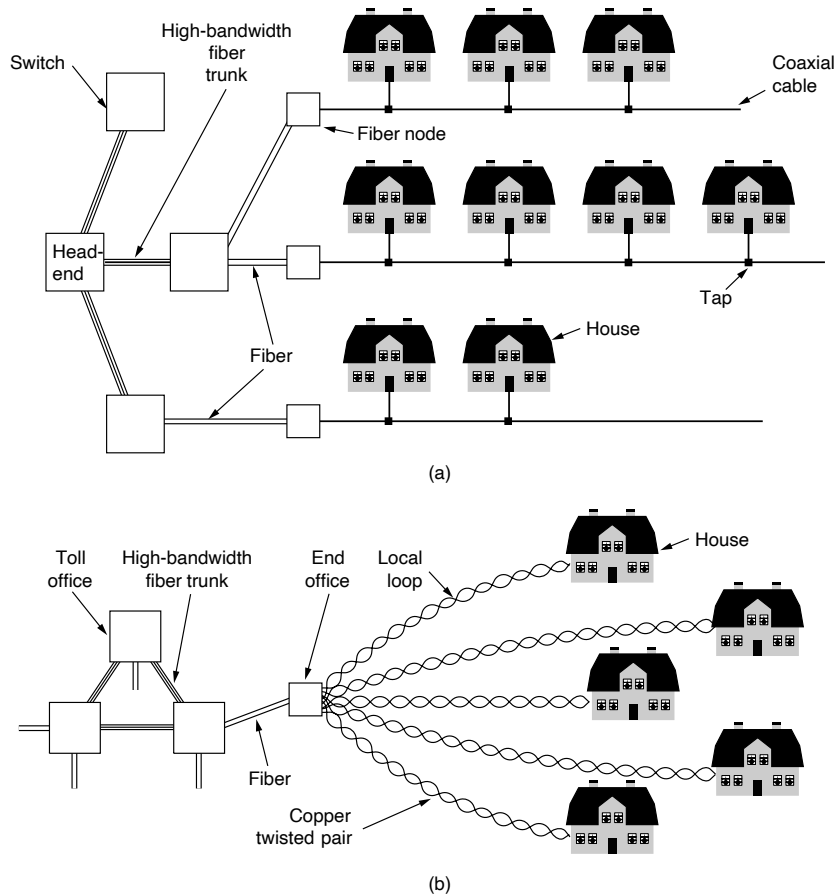 High-bandwidth
fiber
trunk
Switch
Coaxial
cable
Fiber node
Head-
end
Tap
Fiber
House
(a)
Toll
office
High-bandwidth
fiber trunk
End
office
Local
loop
House
Fiber
Copper
twisted pair
(b)